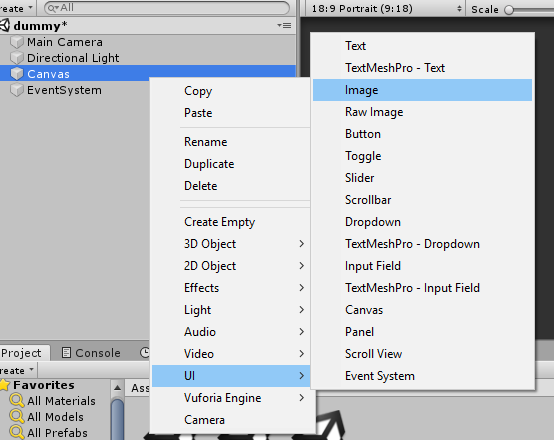 reate
All
18:9 Portrait (9:18)
Scale
dummy*
Main Camera
Directional Light
Canvas
EventSystem
Copy
Paste
Rename
Duplicate
Delete
Create Empty
3D Object
2D Object
Effects
Light
Audio
Video
UI
Vuforia Engine
Camera
Text
TextMeshPro - Text
Image
Raw Image
Button
Toggle
Slider
Scrollbar
Dropdown
TextMeshPro - Dropdown
Input Field
TextMeshPro - Input Field
Canvas
Panel
Scroll View
Event System
Project
Console
reate
Favorites
All Materials
All Models
All Prefabs
Ass